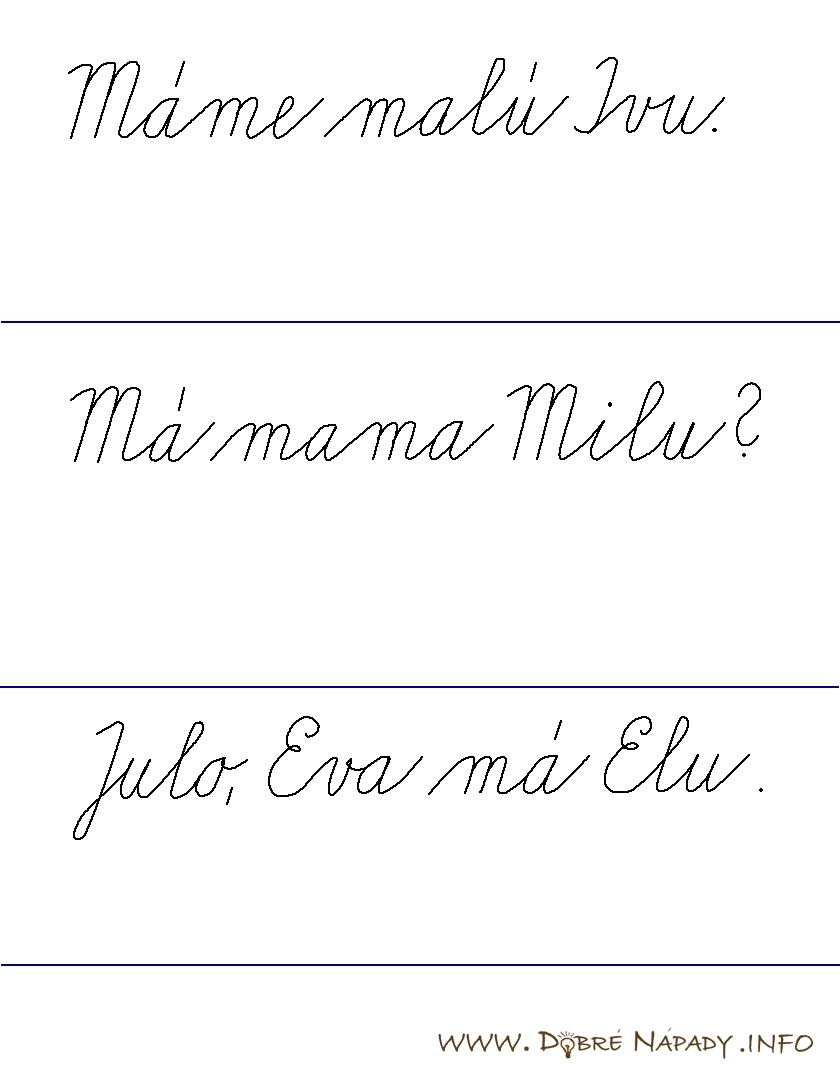 Máme malú Ivu.
Má mama Milu?
Julo, Eva má Elu.
WWW.DOBRÉ NÁPADY.INFO